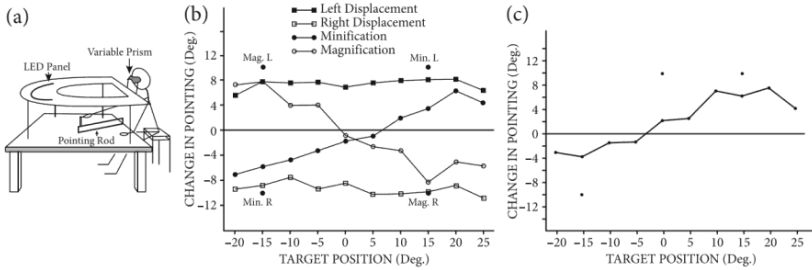 (a)
Variable Prism
LED Panel
Pointing Rod
(b)
Left Displacement
Right Displacement
Minification
Magnification
Mag. L
Min. L
Min. R
Mag. R
CHANGE IN POINTING (Deg.)
12
8
4
0
−4
−8
−12
−20 −15 −10 −5 0 5 10 15 20 25
TARGET POSITION (Deg.)
(c)
CHANGE IN POINTING (Deg.)
12
8
4
0
−4
−8
−12
−20 −15 −10 −5 0 5 10 15 20 25
TARGET POSITION (Deg.)